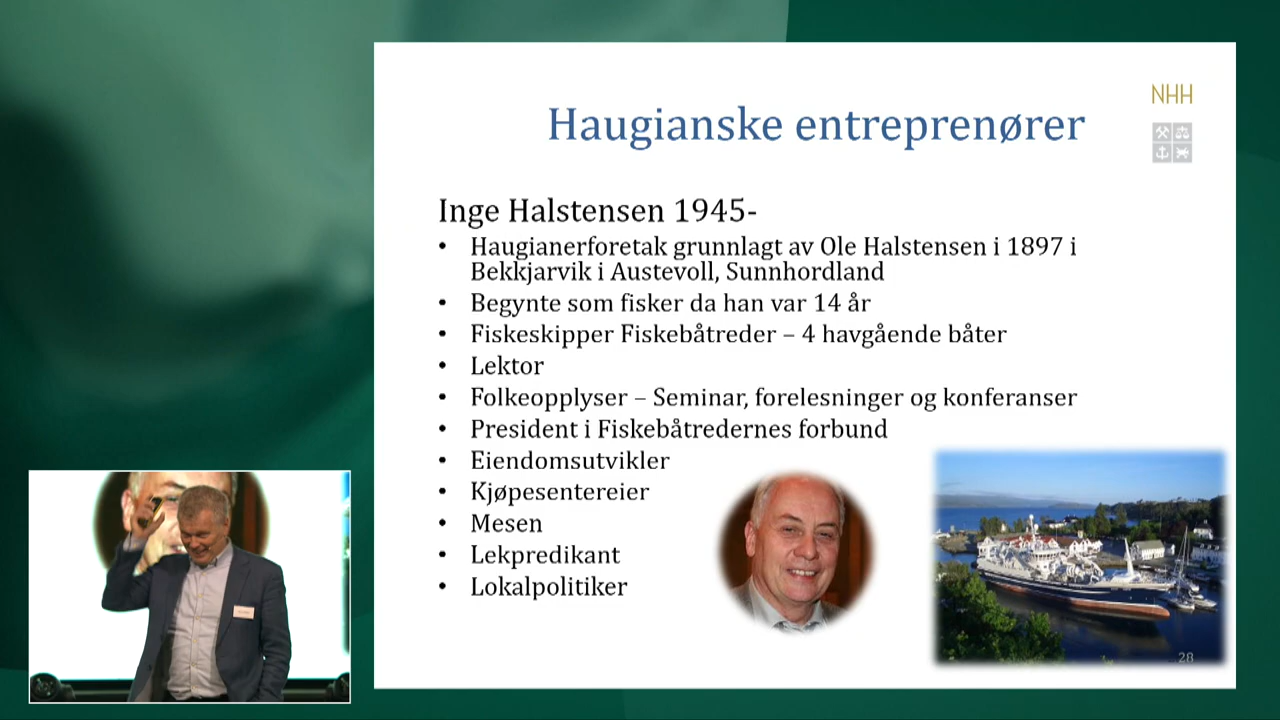 NHH
Haugianske entreprenører
Inge Halstensen 1945-
• Haugianerforetak grunnlagt av Ole Halstensen i 1897 i
Bekkjarvik i Austevoll, Sunnhordland
• Begynte som fisker da han var 14 år
• Fiskeskipper Fiskebåtreder – 4 havgående båter
• Lektor
• Folkeopplyser – Seminar, forelesninger og konferanser
• President i Fiskebåtredernes forbund
• Eiendomsutvikler
• Kjøpesentereier
• Mesen
• Lekpredikant
• Lokalpolitiker
28